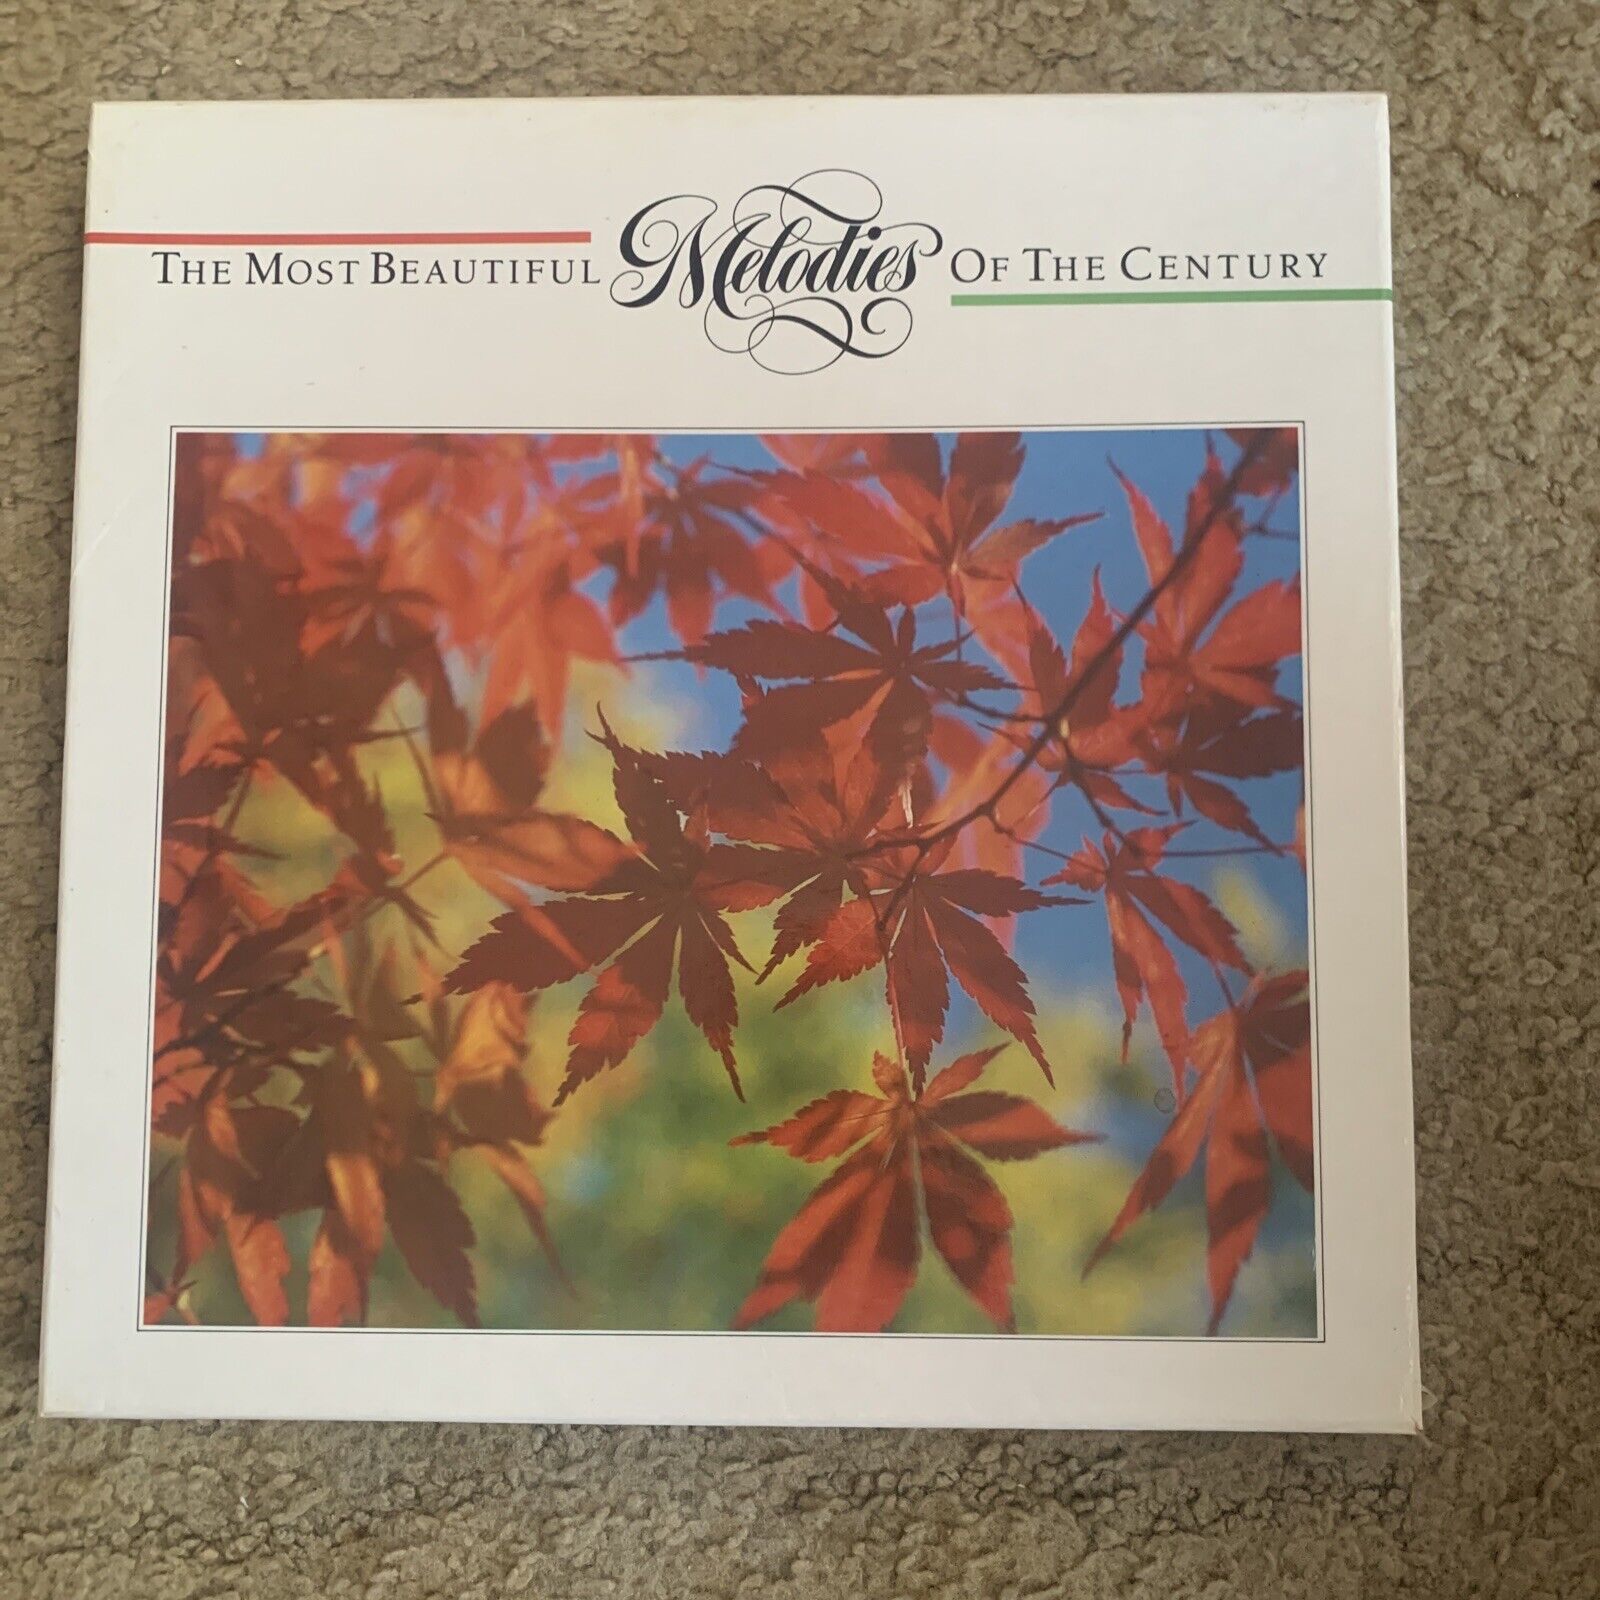 THE MOST BEAUTIFUL Melodies OF THE CENTURY